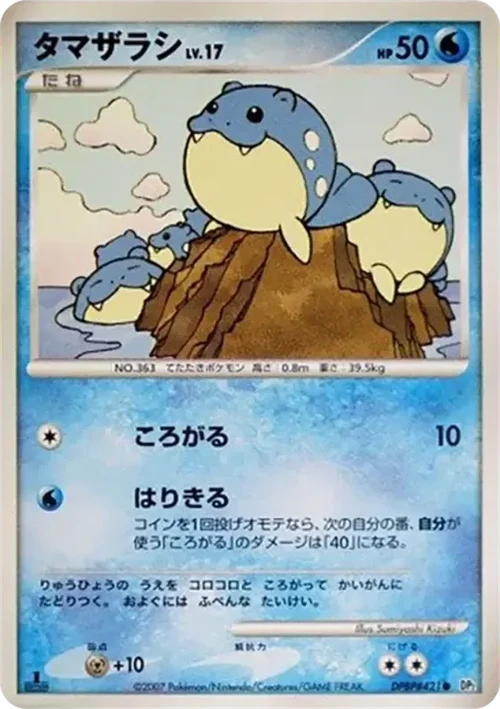 タマザラシ LV.17 HP 50
たね
NO.363 てたたきポケモン 高さ：0.8m 重さ：39.5kg
ころがる 10
はりきる
コインを1回投げオモテなら、次の自分の番、自分が
使う「ころがる」のダメージは「40」になる。
りゅうひょうの うえを コロコロと ころがって かいがんに
たどりつく。 およぐには ふべんな たいけい。
Illus. Sumiyoshi Kizuki
弱点 抵抗力 にげる
+10
1
©2007 Pokémon/Nintendo/Creatures/GAME FREAK. DPBP#421 DP